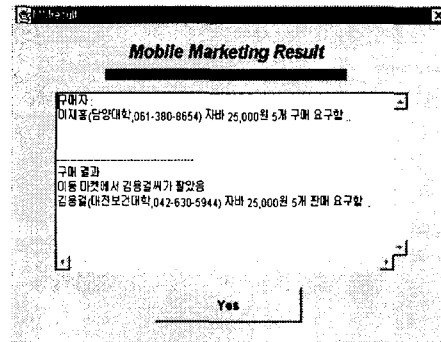 Result
Mobile Marketing Result
구매자 :
이재홍(담양대학,061-380-8654) 자바 25,000원 5개 구매 요구함 ..
--------------------------------
구매 결과
이동 마켓에서 김용걸씨가 팔았음
김용걸(대전보건대학,042-630-5944) 자바 25,000원 5개 판매 요구함 .
Yes